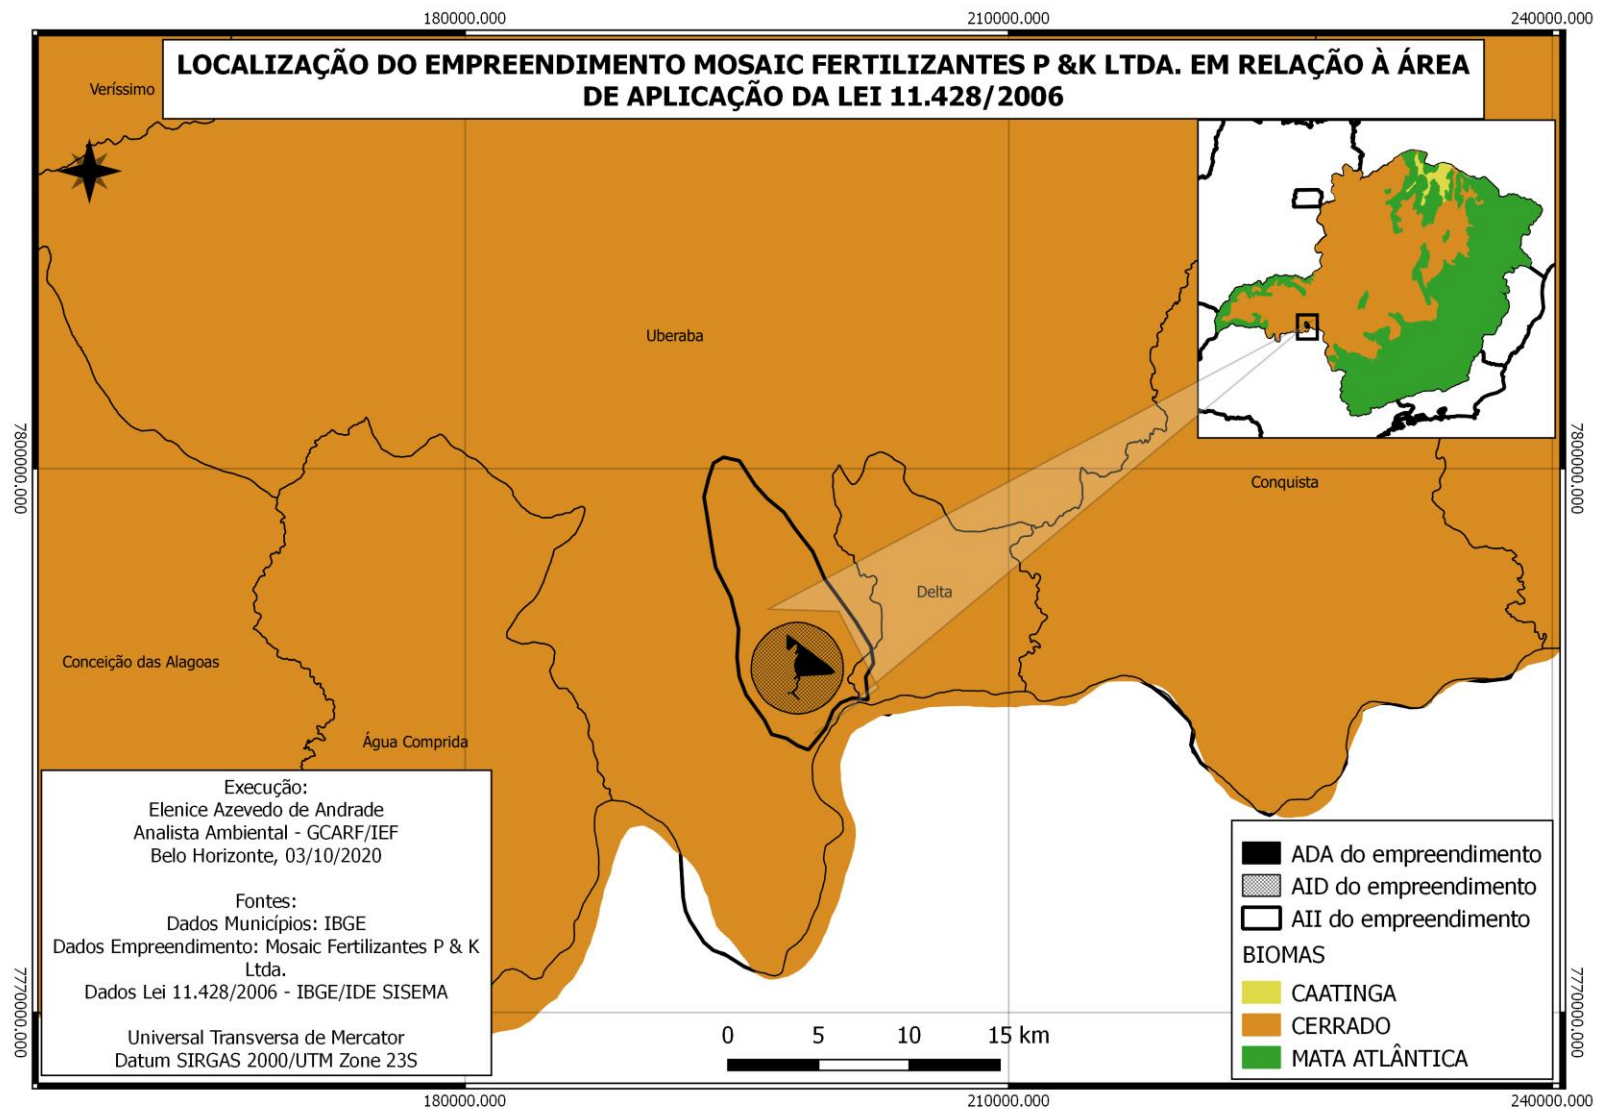 180000.000
210000.000
240000.000
LOCALIZAÇÃO DO EMPREENDIMENTO MOSAIC FERTILIZANTES P &K LTDA. EM RELAÇÃO À ÁREA
DE APLICAÇÃO DA LEI 11.428/2006
Veríssimo
Uberaba
7800000.000
7800000.000
Conquista
Delta
Conceição das Alagoas
Água Comprida
Execução:
Elenice Azevedo de Andrade
Analista Ambiental - GCARF/IEF
Belo Horizonte, 03/10/2020
Fontes:
Dados Municípios: IBGE
Dados Empreendimento: Mosaic Fertilizantes P & K
Ltda.
Dados Lei 11.428/2006 - IBGE/IDE SISEMA
Universal Transversa de Mercator
Datum SIRGAS 2000/UTM Zone 23S
0 5 10 15 km
ADA do empreendimento
AID do empreendimento
AII do empreendimento
BIOMAS
CAATINGA
CERRADO
MATA ATLÂNTICA
7770000.000
7770000.000
180000.000
210000.000
240000.000